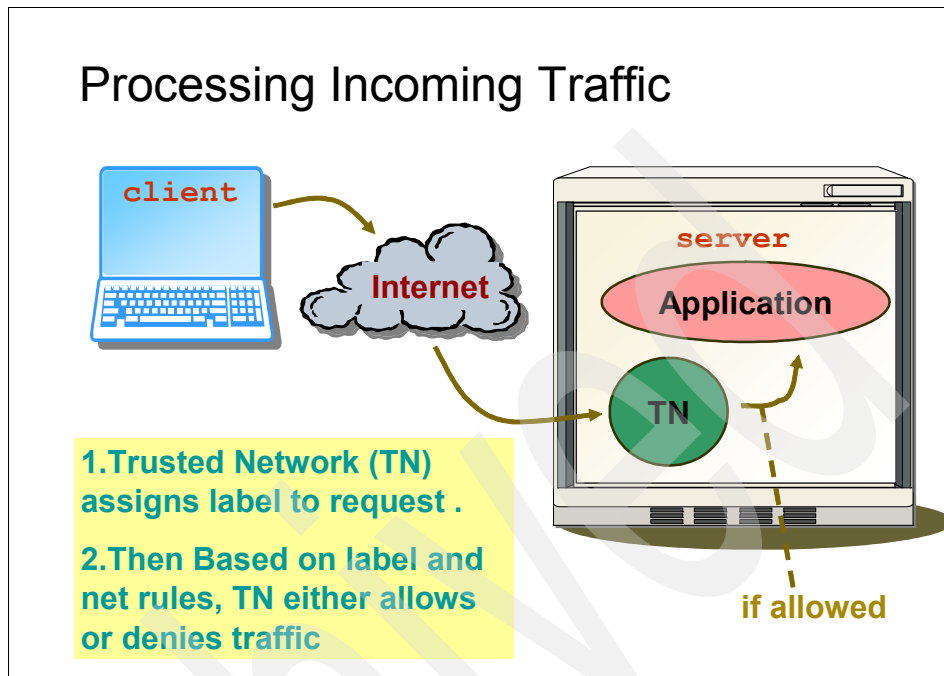 Processing Incoming Traffic
client
Internet
server
Application
TN
1.Trusted Network (TN)
assigns label to request .
2.Then Based on label and
net rules, TN either allows
or denies traffic
if allowed